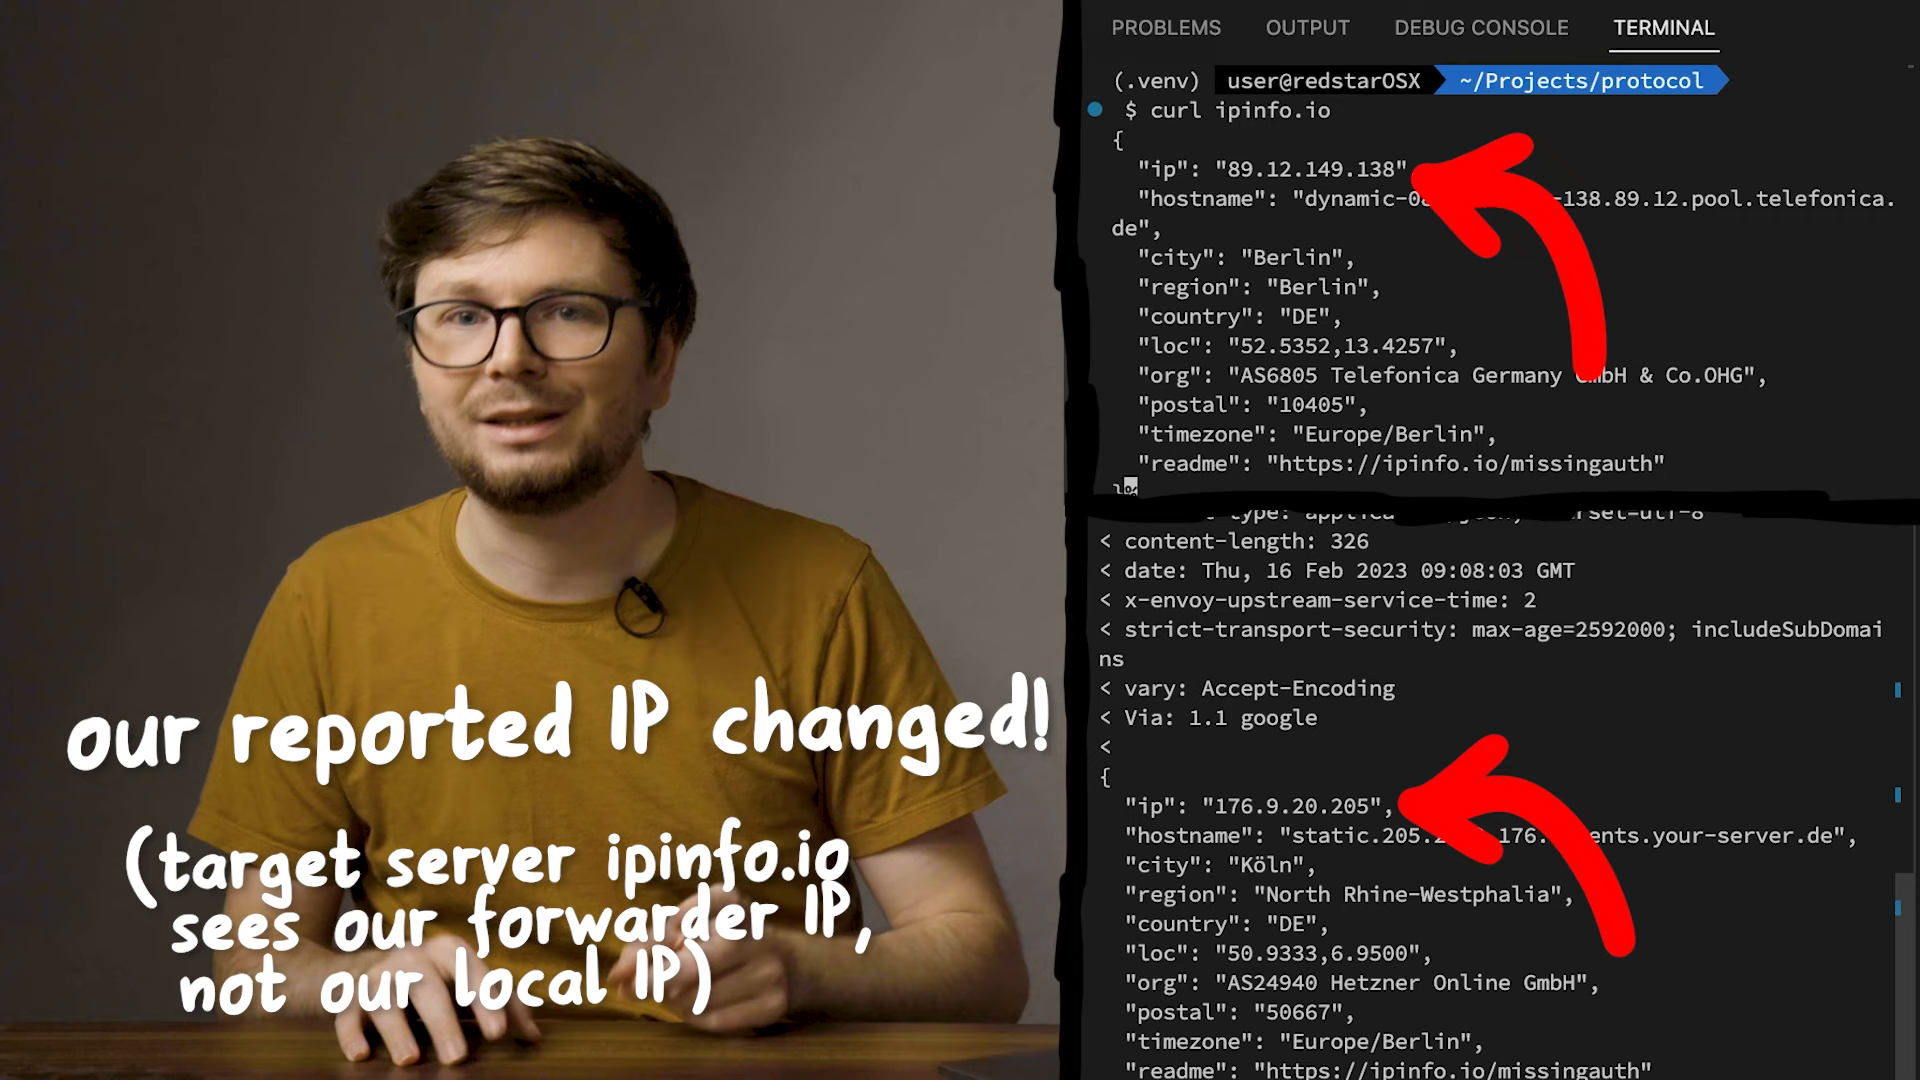 our reported IP changed!
(target server ipinfo.io
sees our forwarder IP,
not our local IP)
PROBLEMS OUTPUT DEBUG CONSOLE TERMINAL
(.venv) user@redstarOSX ~/Projects/protocol
$ curl ipinfo.io
{
"ip": "89.12.149.138"
"hostname": "dynamic- -138.89.12.pool.telefonica.
de",
"city": "Berlin",
"region": "Berlin",
"country": "DE",
"loc": "52.5352,13.4257",
"org": "AS6805 Telefonica Germany GmbH & Co.OHG",
"postal": "10405",
"timezone": "Europe/Berlin",
"readme": "https://ipinfo.io/missingauth"
}%
< content-length: 326
< date: Thu, 16 Feb 2023 09:08:03 GMT
< x-envoy-upstream-service-time: 2
< strict-transport-security: max-age=2592000; includeSubDomai
ns
< vary: Accept-Encoding
< Via: 1.1 google
<
{
"ip": "176.9.20.205",
"hostname": "static.205. 176. ents.your-server.de",
"city": "Köln",
"region": "North Rhine-Westphalia",
"country": "DE",
"loc": "50.9333,6.9500",
"org": "AS24940 Hetzner Online GmbH",
"postal": "50667",
"timezone": "Europe/Berlin",
"readme": "https://ipinfo.io/missingauth"